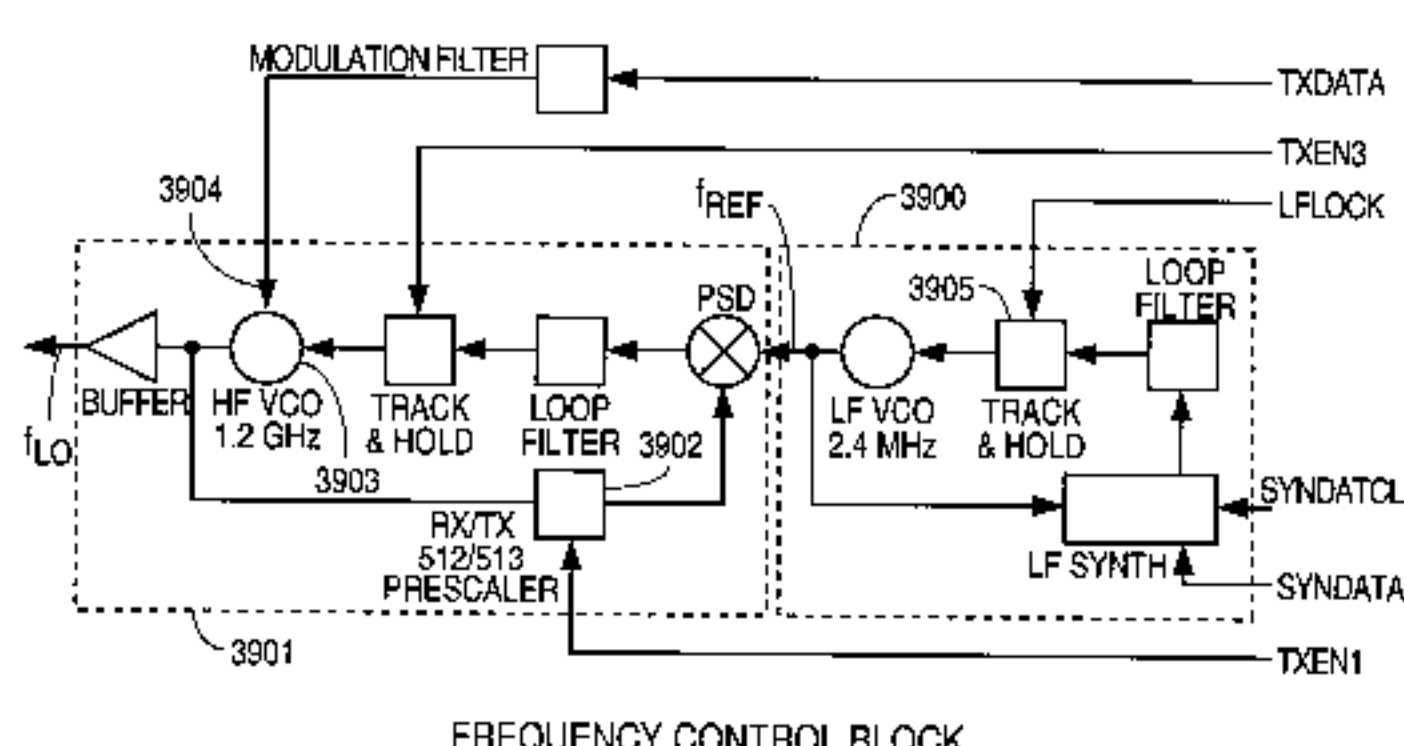 MODULATION FILTER
TXDATA
TXEN3
3904
fREF
3900
LFLOCK
LOOP
FILTER
3905
PSD
BUFFER
HF VCO
1.2 GHz
TRACK
& HOLD
LOOP
FILTER
3902
LF VCO
2.4 MHz
TRACK
& HOLD
fLO
3903
SYNDATCL
RX/TX
512/513
PRESCALER
LF SYNTH
SYNDATA
3901
TXEN1
FREQUENCY CONTROL BLOCK